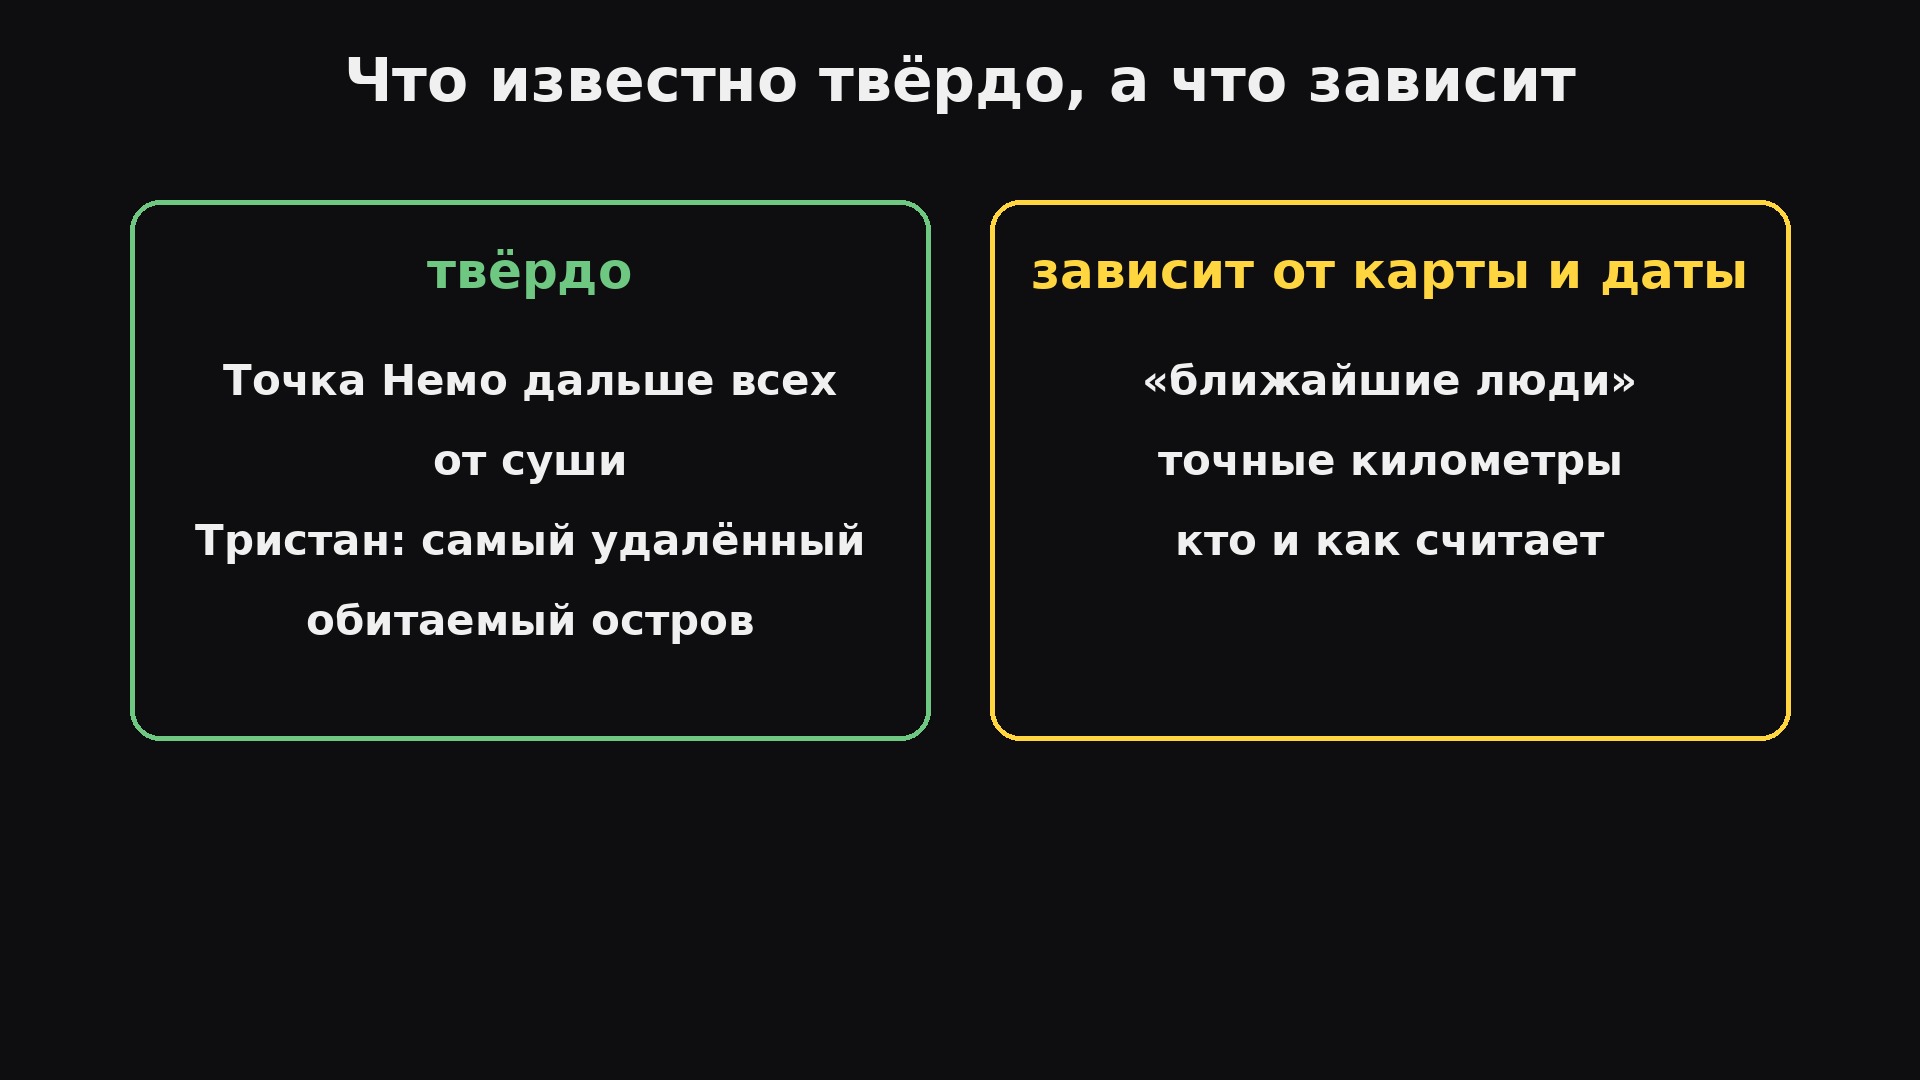 Что известно твёрдо, а что зависит
твёрдо
Точка Немо дальше всех
от суши
Тристан: самый удалённый
обитаемый остров
зависит от карты и даты
«ближайшие люди»
точные километры
кто и как считает